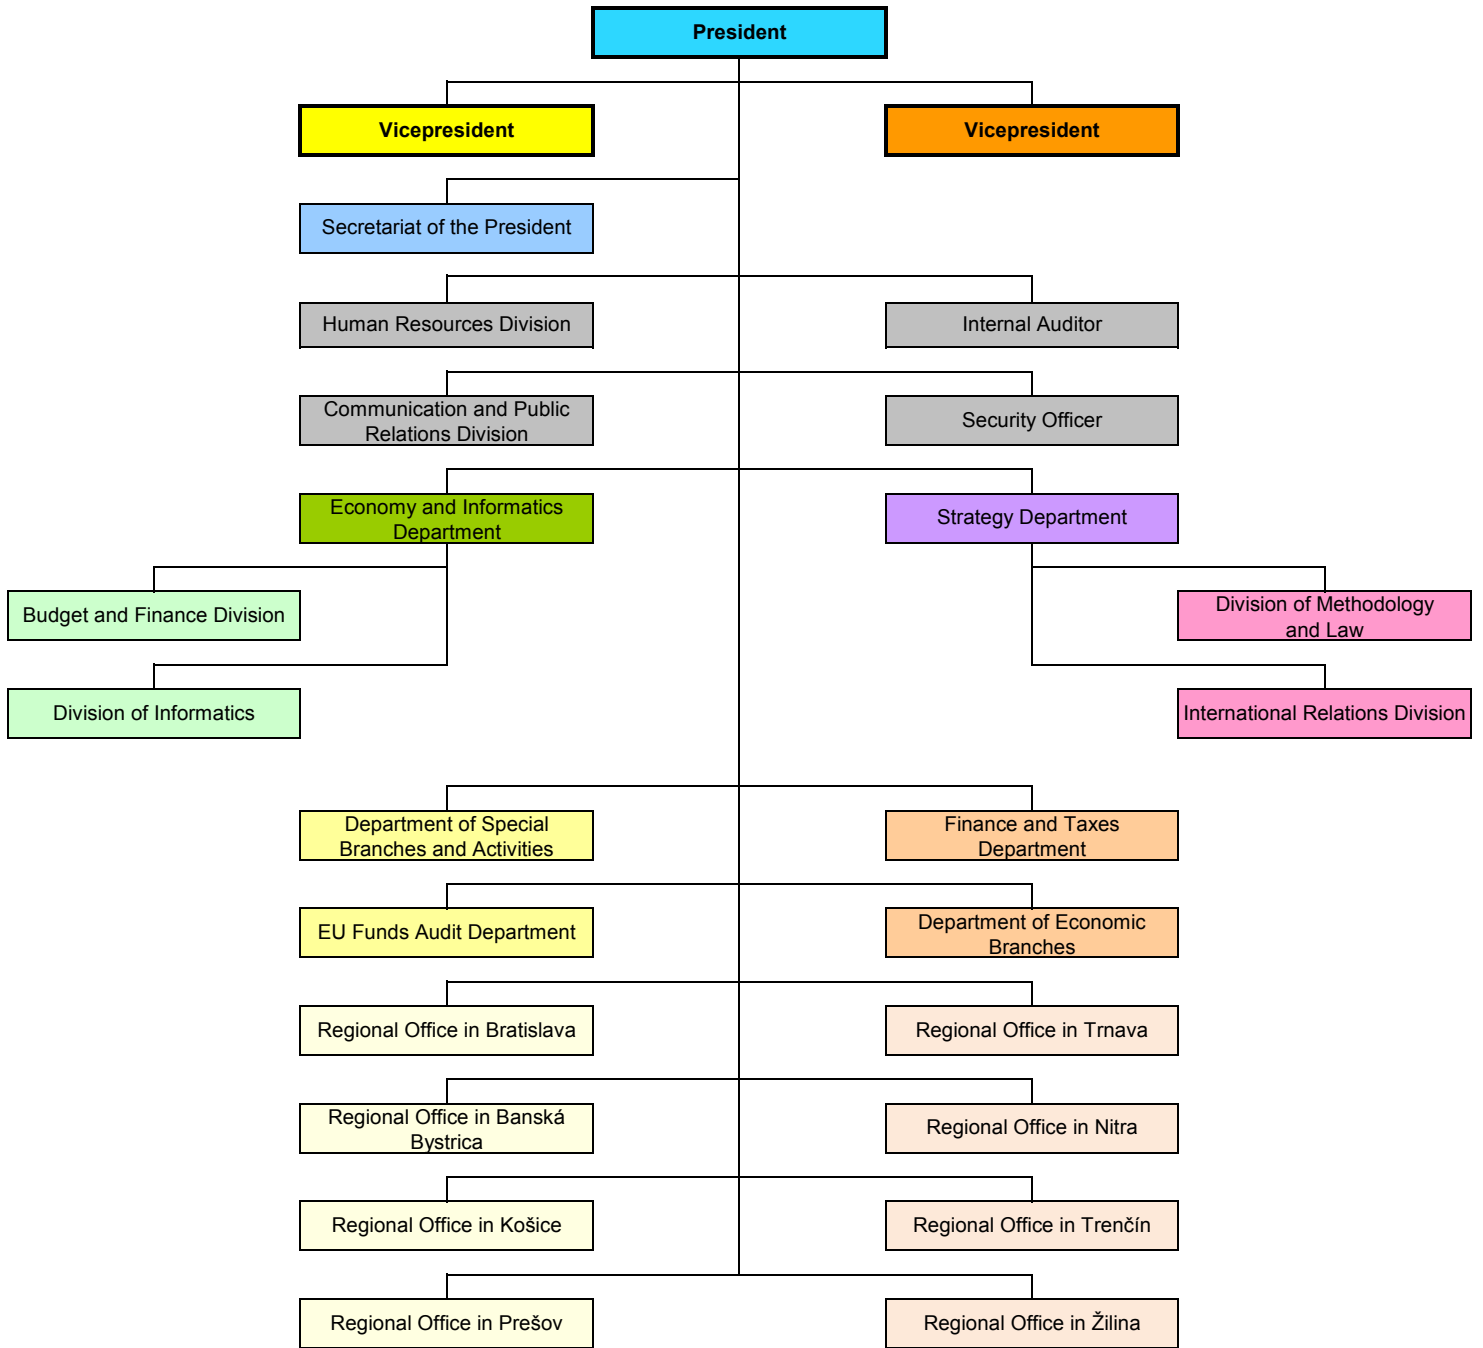 President
Vicepresident
Vicepresident
Secretariat of the President
Human Resources Division
Internal Auditor
Communication and Public
Relations Division
Security Officer
Economy and Informatics
Department
Strategy Department
Budget and Finance Division
Division of Methodology
and Law
Division of Informatics
International Relations Division
Department of Special
Branches and Activities
Finance and Taxes
Department
EU Funds Audit Department
Department of Economic
Branches
Regional Office in Bratislava
Regional Office in Trnava
Regional Office in Banská
Bystrica
Regional Office in Nitra
Regional Office in Košice
Regional Office in Trenčín
Regional Office in Prešov
Regional Office in Žilina